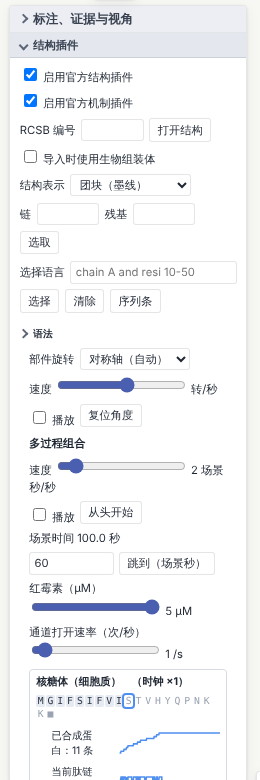 标注、证据与视角
结构插件
启用官方结构插件
启用官方机制插件
RCSB 编号 打开结构
导入时使用生物组装体
结构表示 团块（墨线）
链 残基
选取
选择语言 chain A and resi 10-50
选择 清除 序列条
语法
部件旋转 对称轴（自动）
速度 转/秒
播放 复位角度
多过程组合
速度 2 场景
秒/秒
播放 从头开始
场景时间 100.0 秒
60 跳到（场景秒）
红霉素（μM）
5 μM
通道打开速率（次/秒）
1 /s
核糖体（细胞质） （时钟 ×1）
MGIFSIFVISTVHYQPNK
K■
已合成蛋
白：11 条
当前肽链